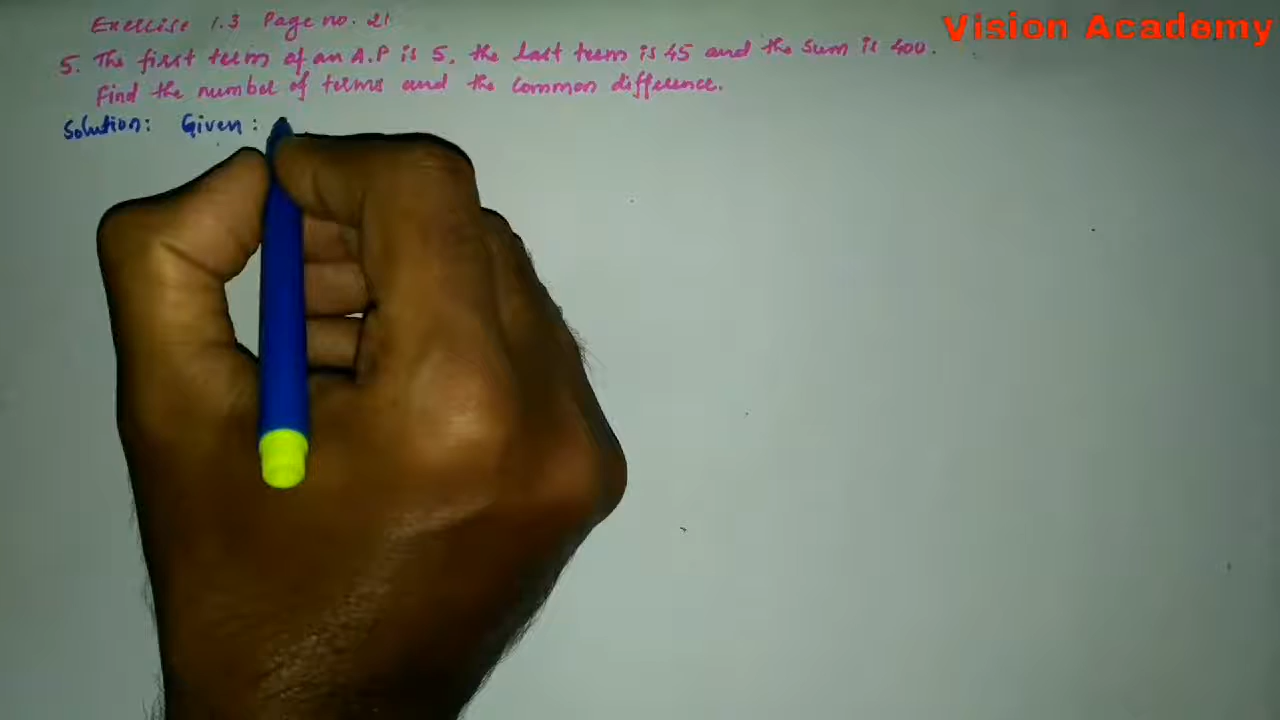 Exercise 1.3 Page no. 21
Vision Academy
5. The first term of an A.P is 5, the last term is 45 and the sum is 400.
Find the number of terms and the common difference.
Solution: Given: